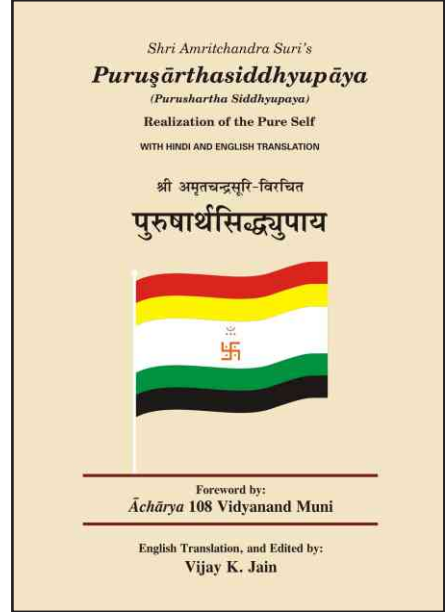 Shri Amritchandra Suri's
Puruṣārthasiddhyupāya
(Purushartha Siddhyupaya)
Realization of the Pure Self
WITH HINDI AND ENGLISH TRANSLATION
श्री अमृतचन्द्रसूरि-विरचित
पुरुषार्थसिद्ध्युपाय
Foreword by:
Āchārya 108 Vidyanand Muni
English Translation, and Edited by:
Vijay K. Jain